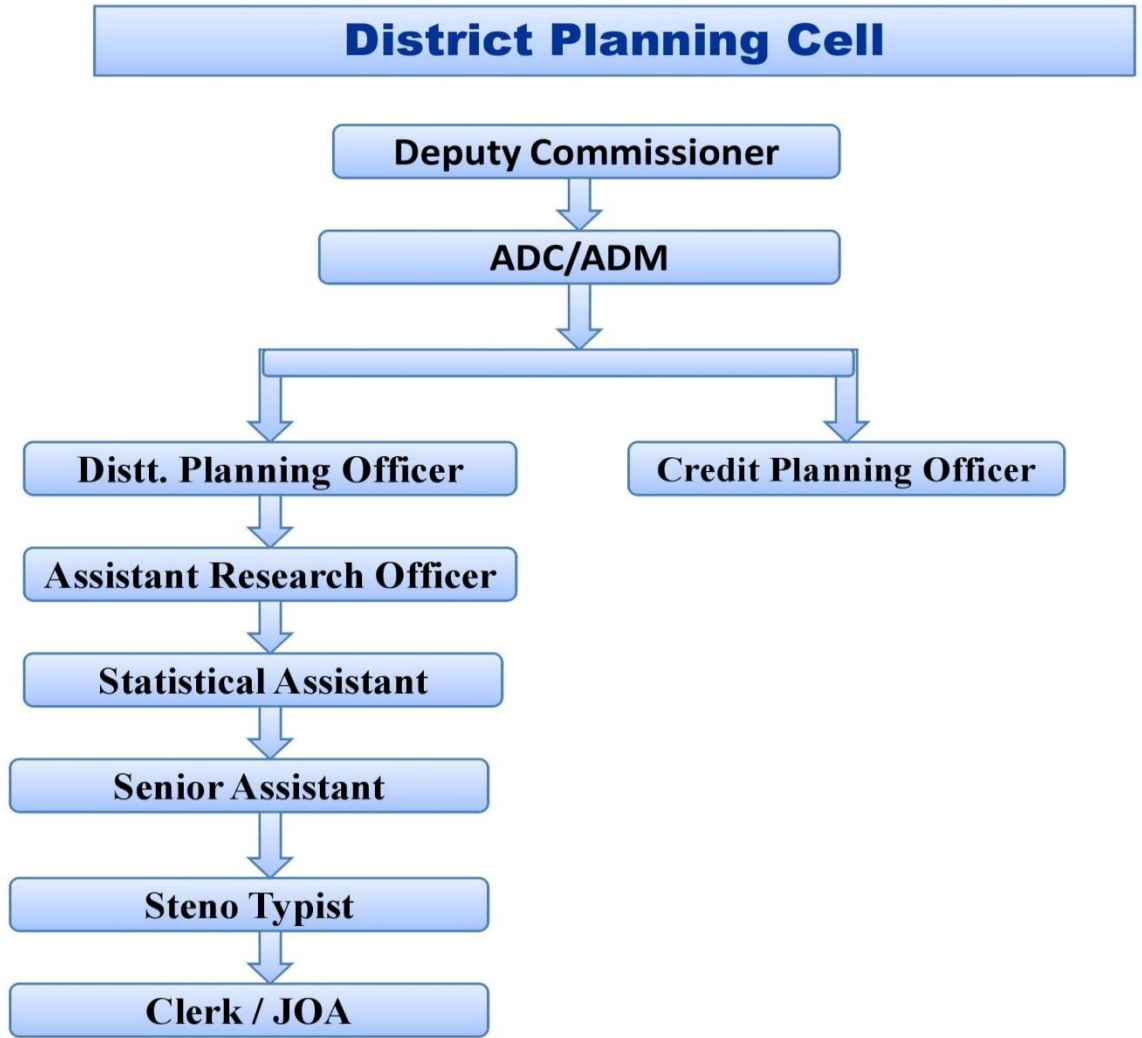 District Planning Cell
Deputy Commissioner
ADC/ADM
Distt. Planning Officer
Credit Planning Officer
Assistant Research Officer
Statistical Assistant
Senior Assistant
Steno Typist
Clerk / JOA